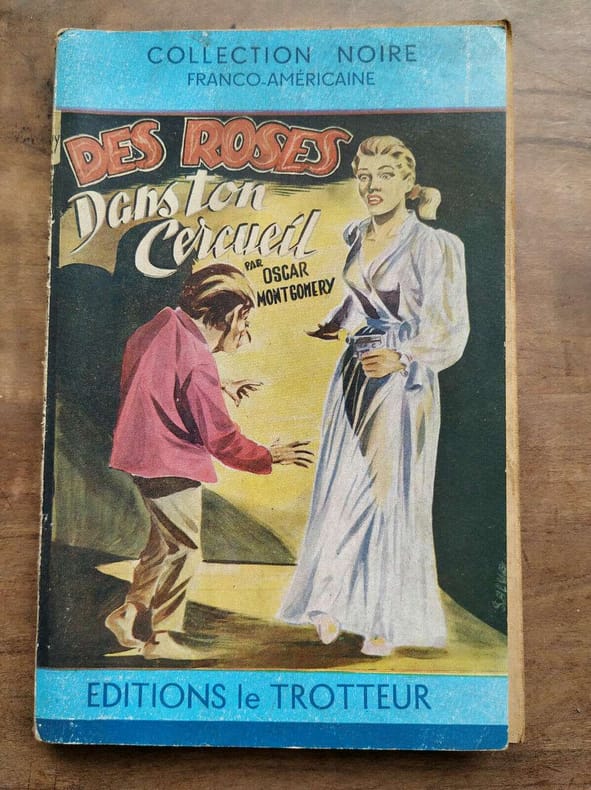 COLLECTION NOIRE
FRANCO-AMÉRICAINE
DES ROSES
Dans ton
Cercueil
PAR
OSCAR
MONTGOMERY
EDITIONS le TROTTEUR